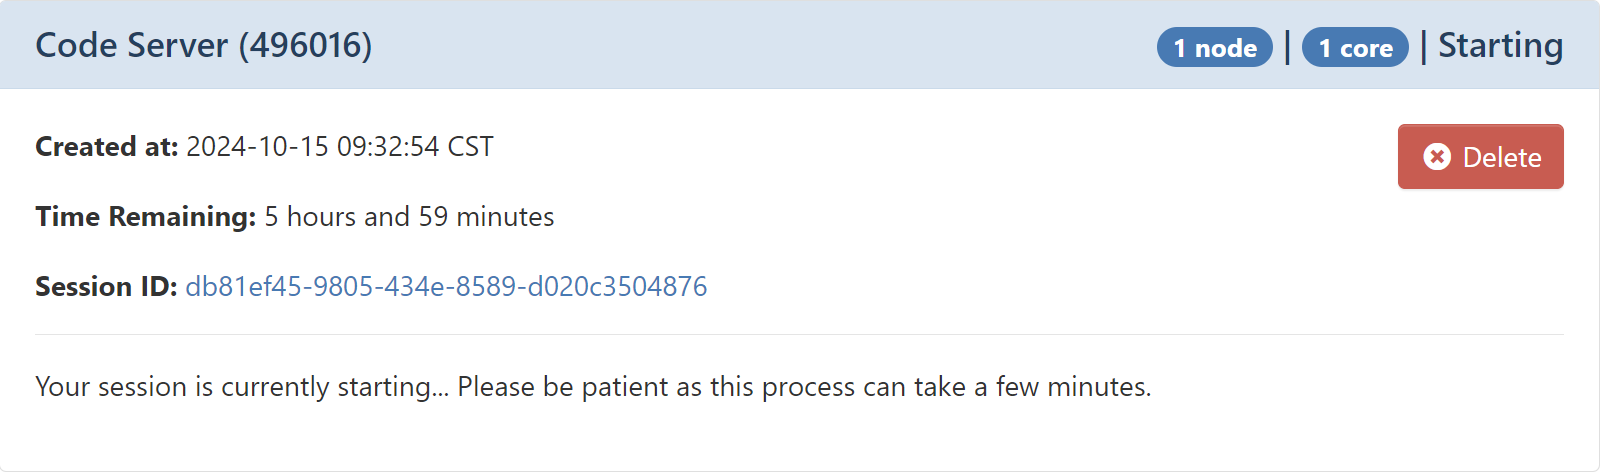 Code Server (496016) 1 node | 1 core | Starting
Created at: 2024-10-15 09:32:54 CST
Delete
Time Remaining: 5 hours and 59 minutes
Session ID: db81ef45-9805-434e-8589-d020c3504876
Your session is currently starting... Please be patient as this process can take a few minutes.